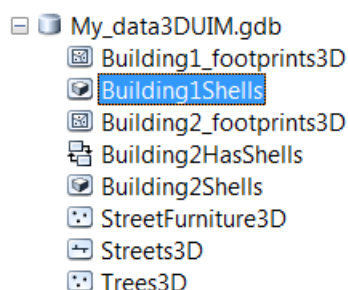 My_data3DUIM.gdb
Building1_footprints3D
Building1Shells
Building2_footprints3D
Building2HasShells
Building2Shells
StreetFurniture3D
Streets3D
Trees3D